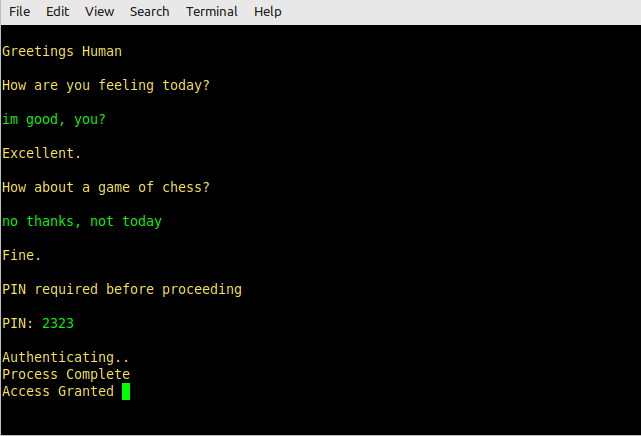 File Edit View Search Terminal Help
Greetings Human
How are you feeling today?
im good, you?
Excellent.
How about a game of chess?
no thanks, not today
Fine.
PIN required before proceeding
PIN: 2323
Authenticating..
Process Complete
Access Granted